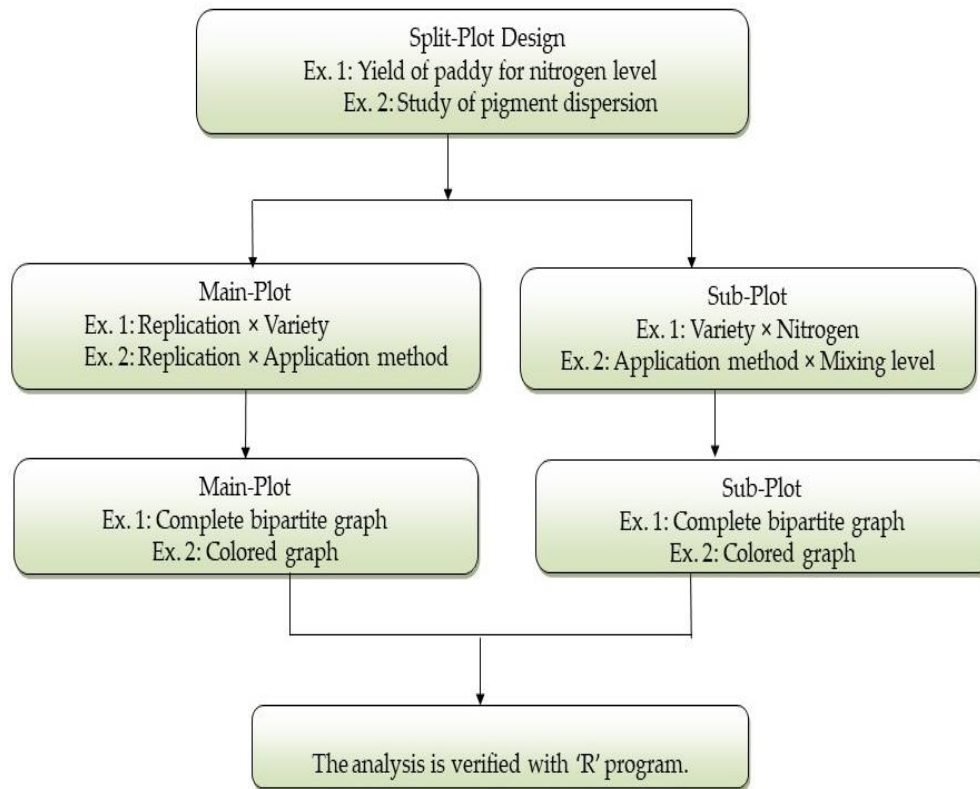 Split-Plot Design
Ex. 1: Yield of paddy for nitrogen level
Ex. 2: Study of pigment dispersion
Main-Plot
Ex. 1: Replication × Variety
Ex. 2: Replication × Application method
Sub-Plot
Ex. 1: Variety × Nitrogen
Ex. 2: Application method × Mixing level
Main-Plot
Ex. 1: Complete bipartite graph
Ex. 2: Colored graph
Sub-Plot
Ex. 1: Complete bipartite graph
Ex. 2: Colored graph
The analysis is verified with ‘R’ program.